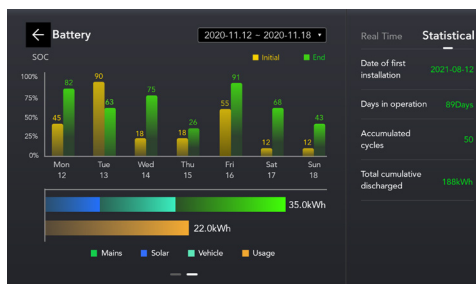 Battery
2020-11.12 ~ 2020-11.18
Real Time
Statistical
SOC
Initial
End
100%
75%
50%
25%
0%
45
82
90
63
18
75
18
26
55
91
12
68
12
43
Mon
12
Tue
13
Wed
14
Thu
15
Fri
16
Sat
17
Sun
18
35.0kWh
22.0kWh
Mains
Solar
Vehicle
Usage
Date of first
installation
2021-08-12
Days in operation
89Days
Accumulated
cycles
50
Total cumulative
discharged
188kWh